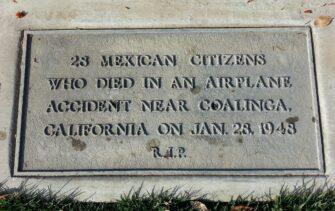 28 MEXICAN CITIZENS
WHO DIED IN AN AIRPLANE
ACCIDENT NEAR COALINGA,
CALIFORNIA ON JAN. 28, 1948
R.I.P.